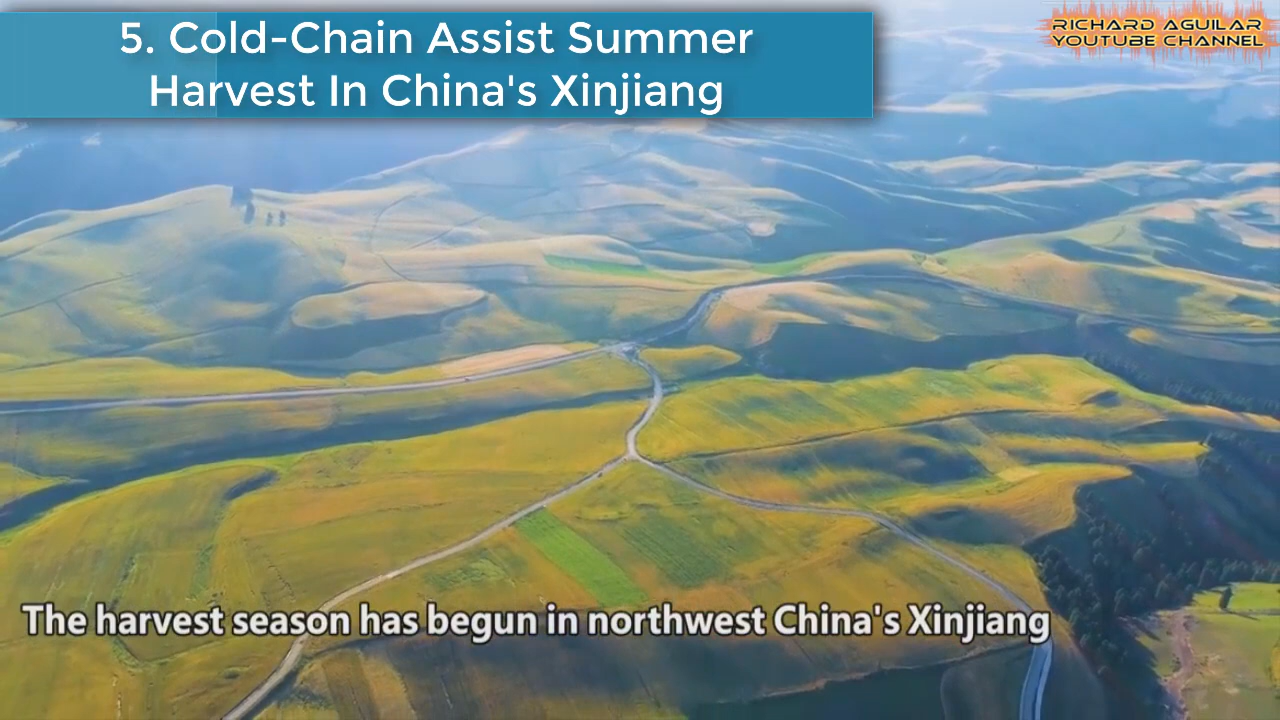 5. Cold-Chain Assist Summer
Harvest In China's Xinjiang
RICHARD AGUILAR
YOUTUBE CHANNEL
The harvest season has begun in northwest China's Xinjiang